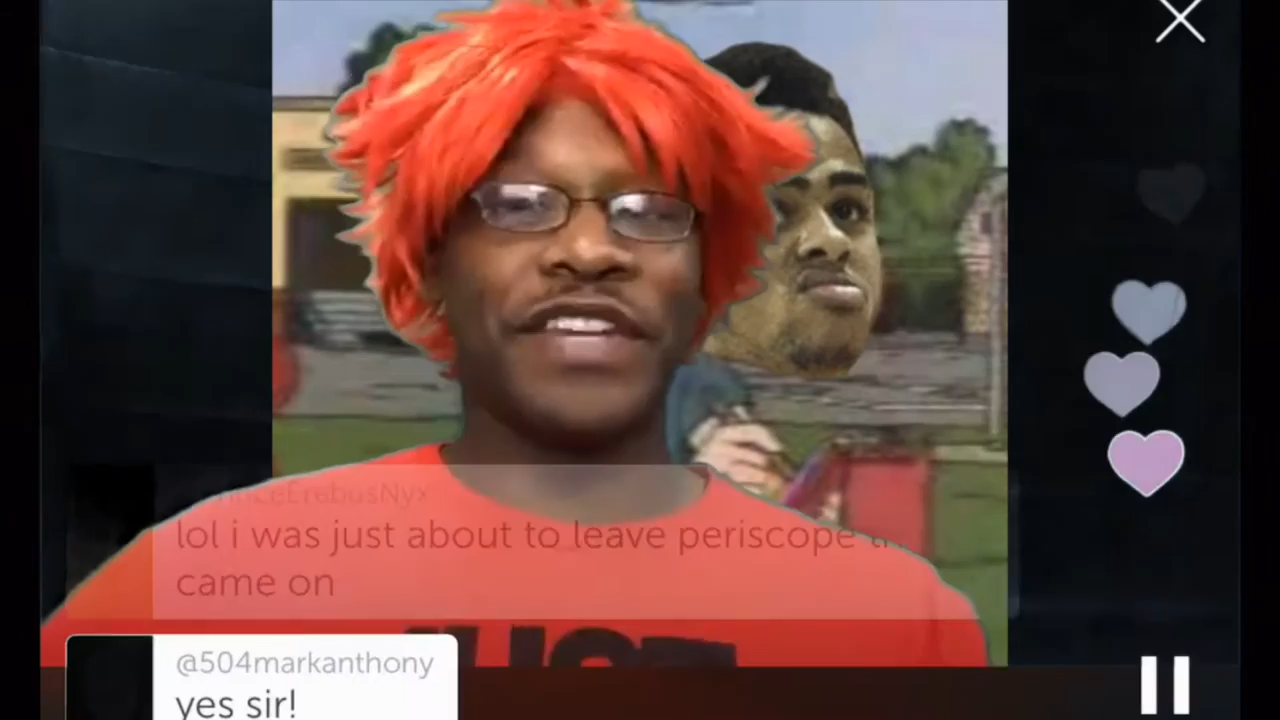 lol i was just about to leave periscope
came on
@504markanthony
yes sir!